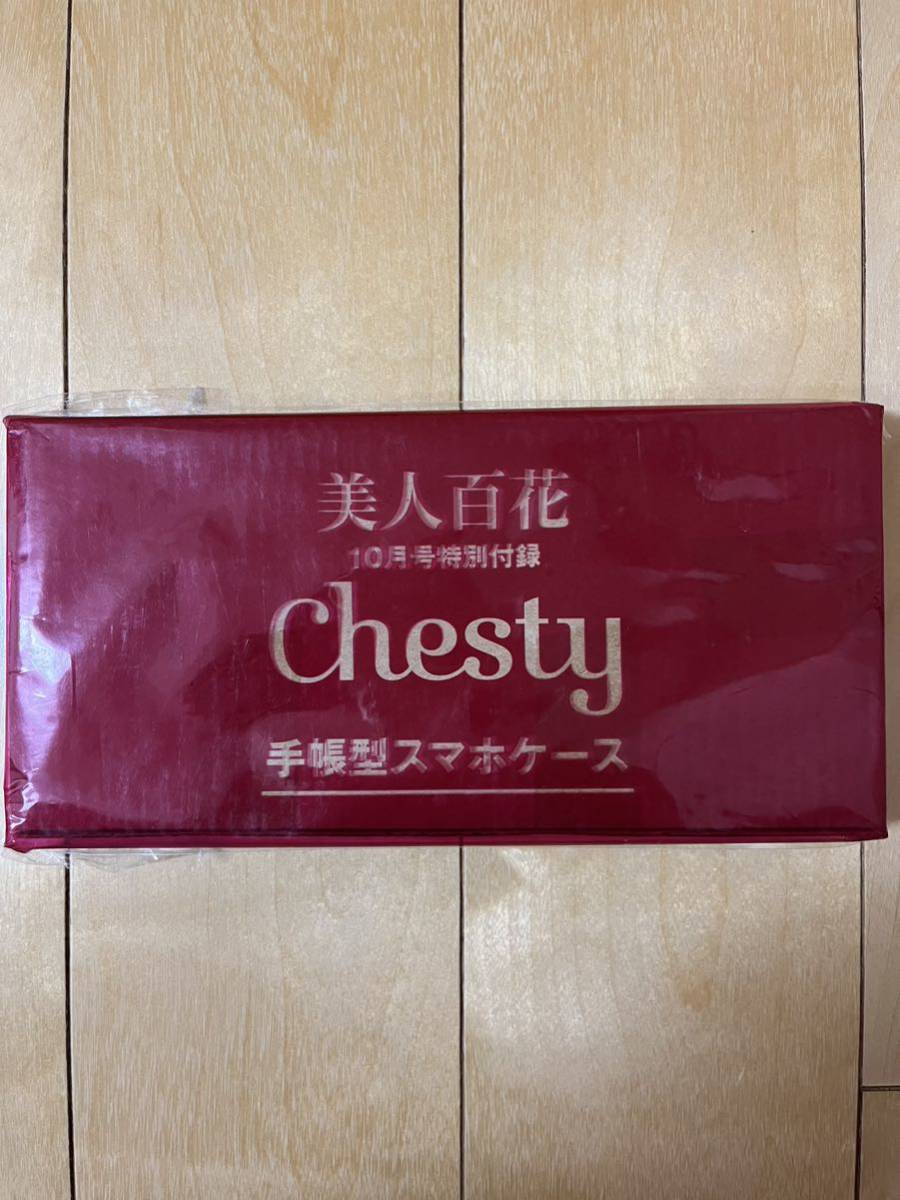 美人百花
10月号特別付録
Chesty
手帳型スマホケース